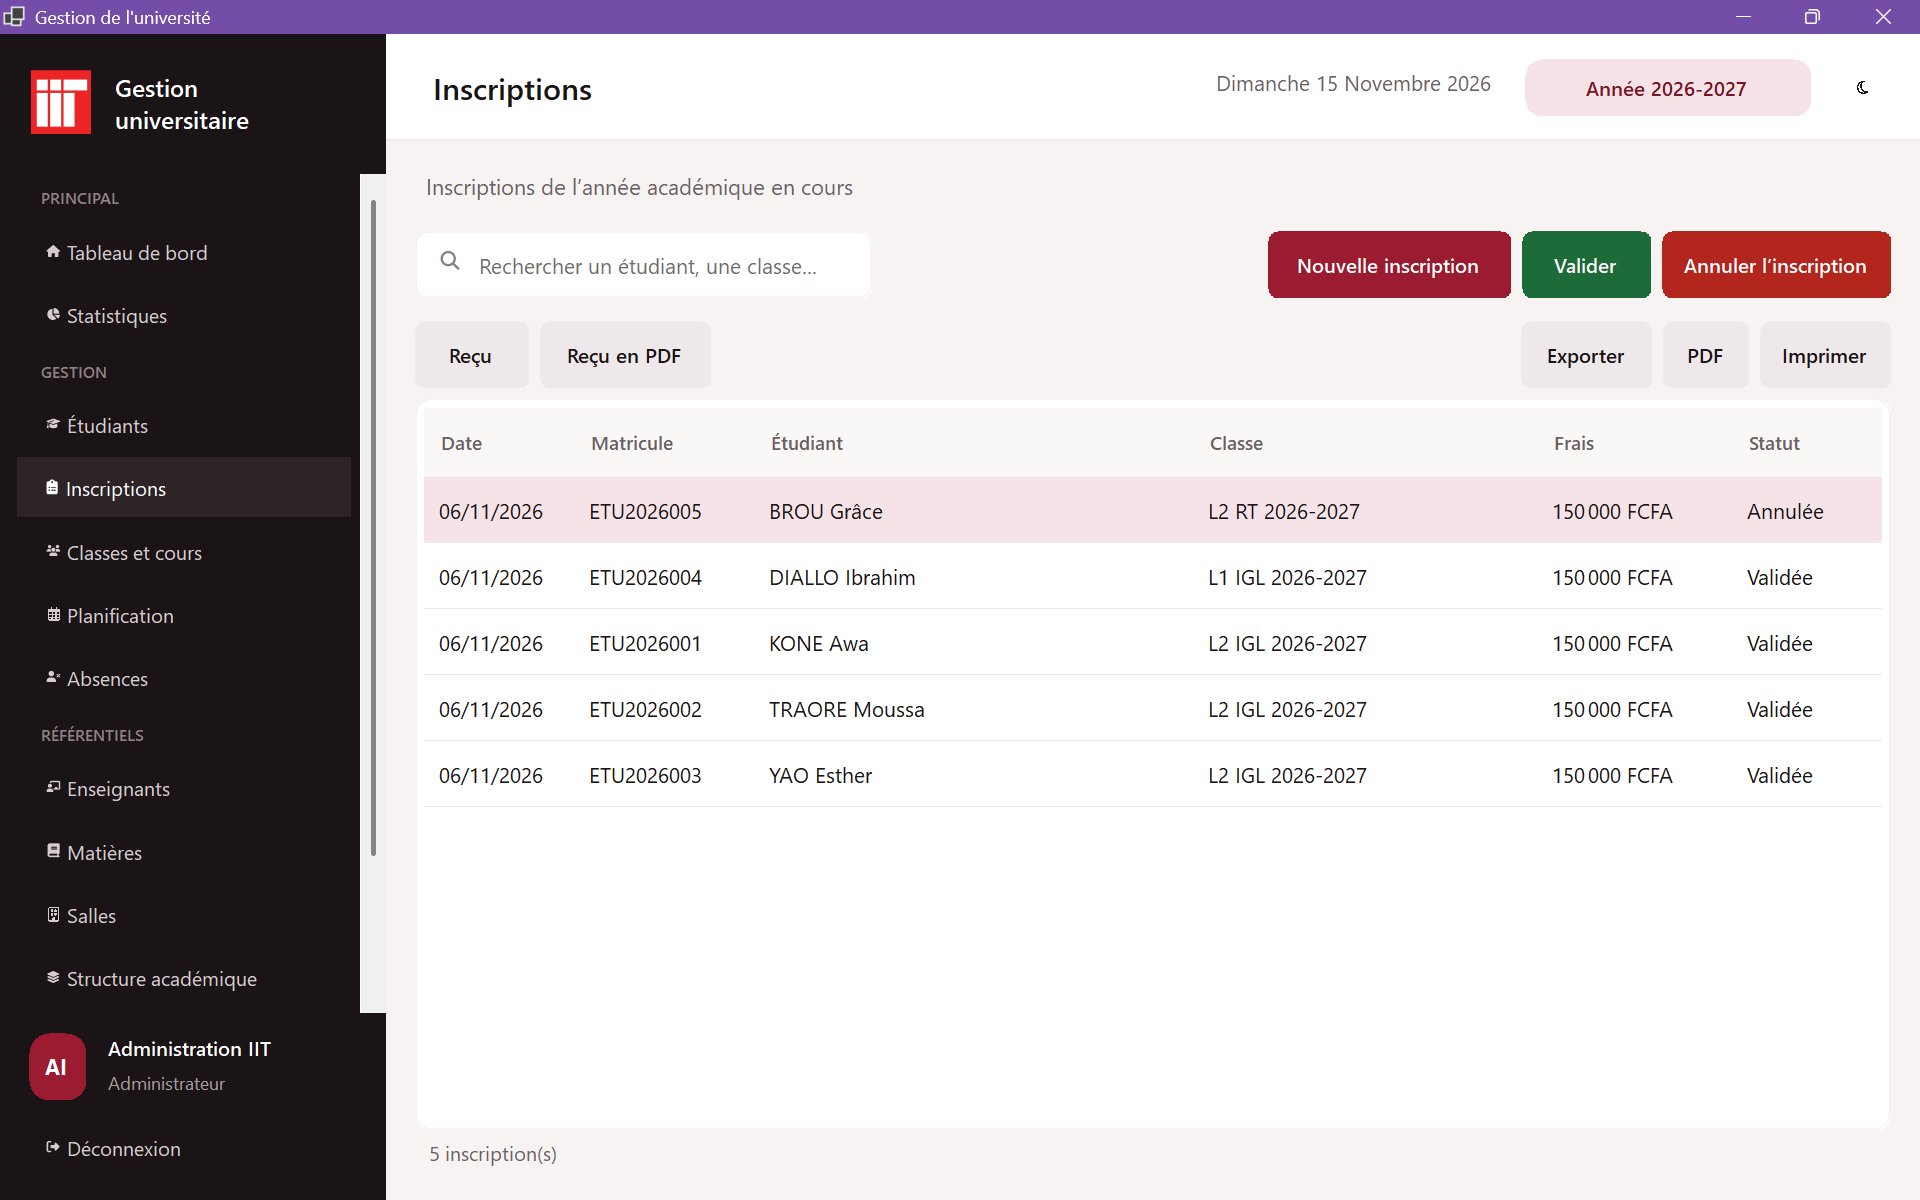 Gestion de l'université
IIT
Gestion
universitaire
PRINCIPAL
Tableau de bord
Statistiques
GESTION
Étudiants
Inscriptions
Classes et cours
Planification
Absences
RÉFÉRENTIELS
Enseignants
Matières
Salles
Structure académique
AI
Administration IIT
Administrateur
Déconnexion
Inscriptions
Dimanche 15 Novembre 2026
Année 2026-2027
Inscriptions de l’année académique en cours
Rechercher un étudiant, une classe...
Nouvelle inscription
Valider
Annuler l’inscription
Reçu
Reçu en PDF
Exporter
PDF
Imprimer
Date Matricule Étudiant Classe Frais Statut
06/11/2026 ETU2026005 BROU Grâce L2 RT 2026-2027 150 000 FCFA Annulée
06/11/2026 ETU2026004 DIALLO Ibrahim L1 IGL 2026-2027 150 000 FCFA Validée
06/11/2026 ETU2026001 KONE Awa L2 IGL 2026-2027 150 000 FCFA Validée
06/11/2026 ETU2026002 TRAORE Moussa L2 IGL 2026-2027 150 000 FCFA Validée
06/11/2026 ETU2026003 YAO Esther L2 IGL 2026-2027 150 000 FCFA Validée
5 inscription(s)